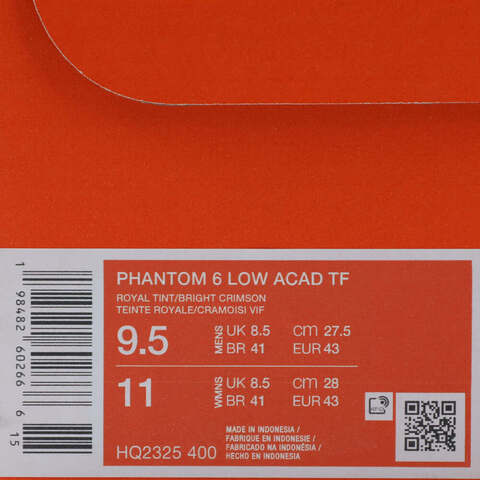 PHANTOM 6 LOW ACAD TF
ROYAL TINT/BRIGHT CRIMSON
TEINTE ROYALE/CRAMOISI VIF
9.5 MENS UK 8.5 CM 27.5
BR 41 EUR 43
11 WMNS UK 8.5 CM 28
BR 41 EUR 43
HQ2325 400
MADE IN INDONESIA /
FABRIQUE EN INDONESIE /
FABRICADO NA INDONÉSIA /
HECHO EN INDONESIA
1 98482 60266 6 15